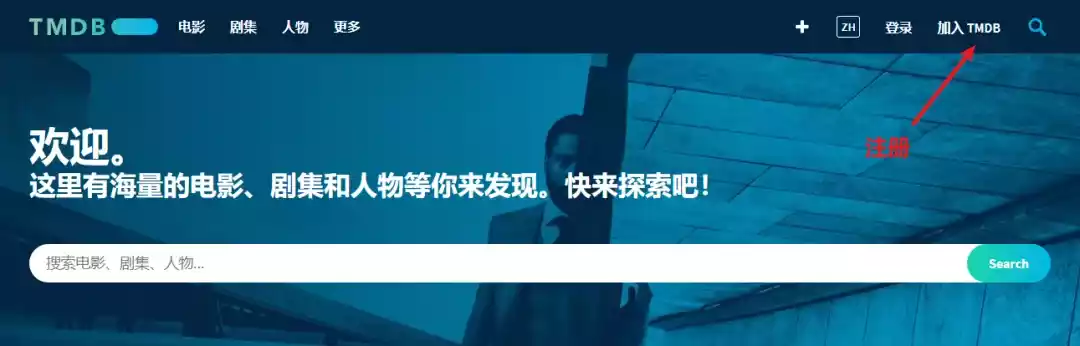 TMDB 电影 剧集 人物 更多 + ZH 登录 加入 TMDB
注册
欢迎。
这里有海量的电影、剧集和人物等你来发现。快来探索吧!
搜索电影、剧集、人物... Search